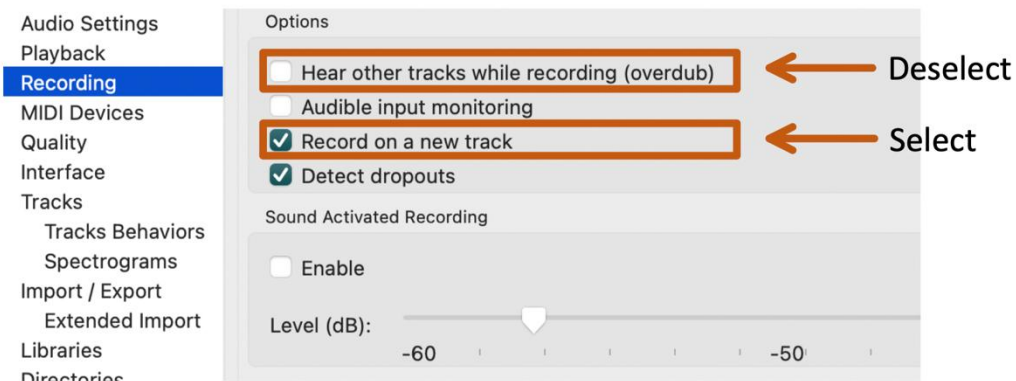 Audio Settings
Playback
Recording
MIDI Devices
Quality
Interface
Tracks
Tracks Behaviors
Spectrograms
Import / Export
Extended Import
Libraries
Directories
Options
Hear other tracks while recording (overdub)
Audible input monitoring
Record on a new track
Detect dropouts
Sound Activated Recording
Enable
Level (dB):
-60 -50
Deselect
Select